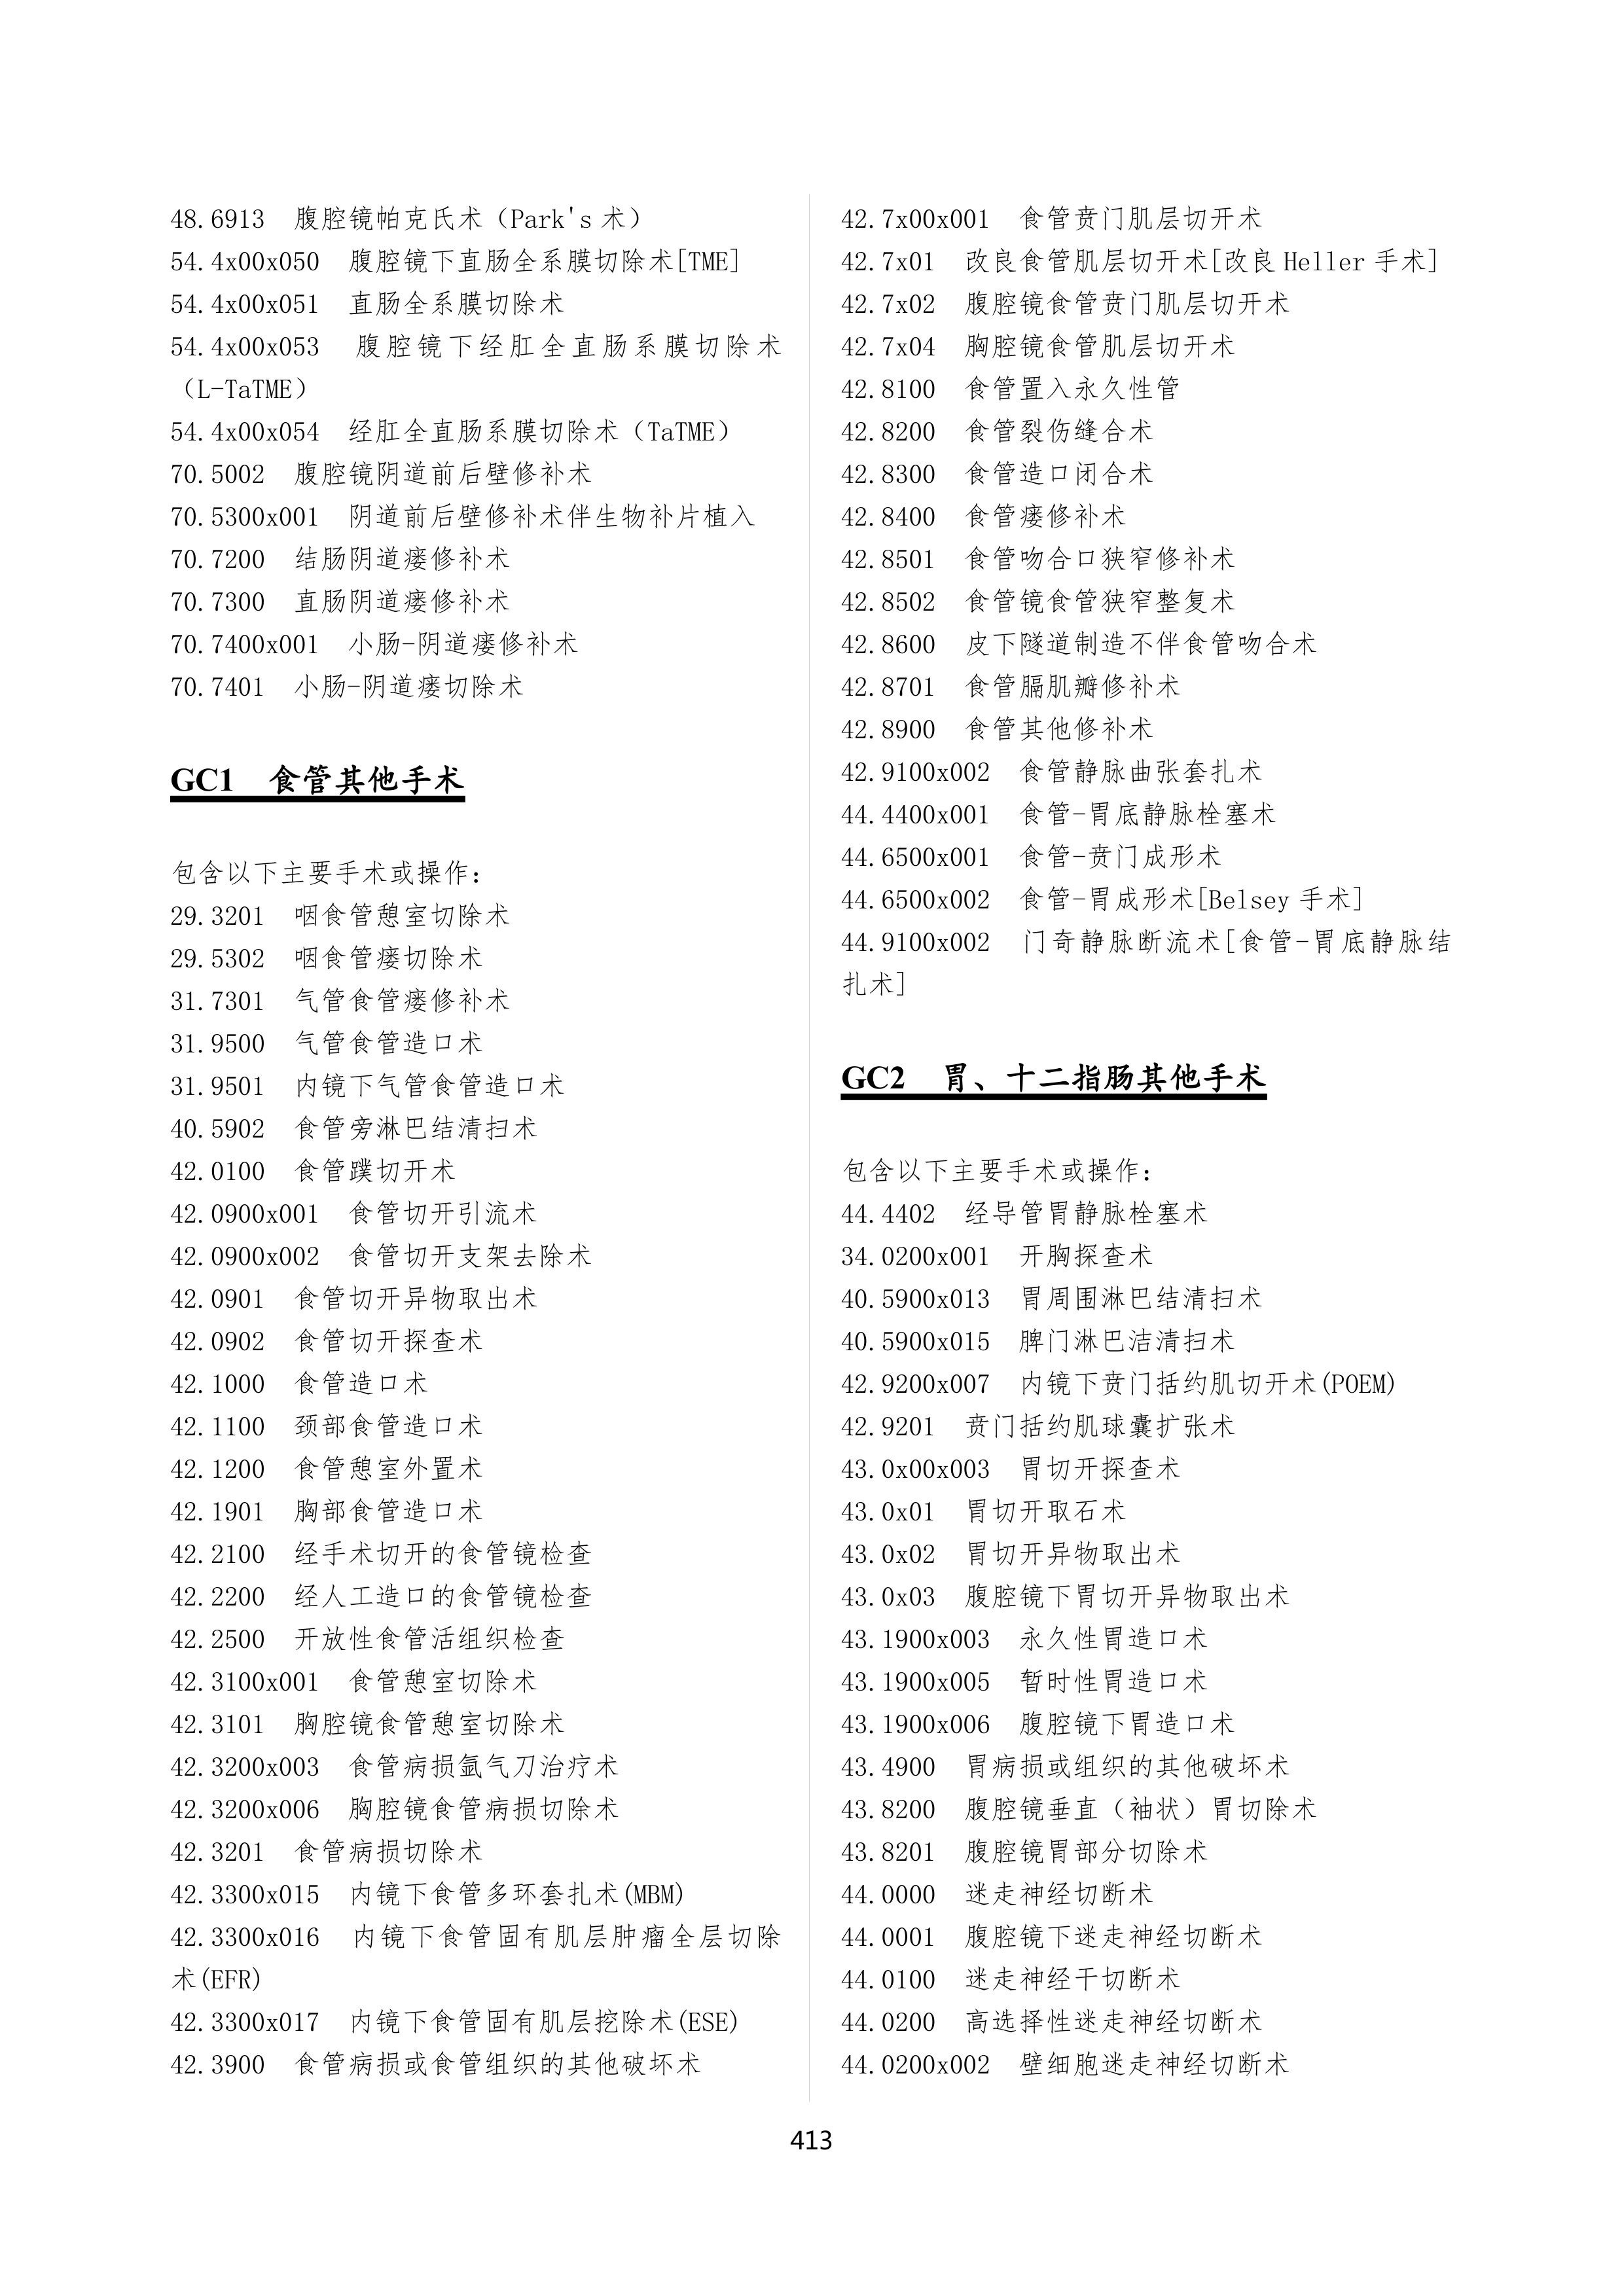 48.6913 腹腔镜帕克氏术（Park's 术）
54.4x00x050 腹腔镜下直肠全系膜切除术[TME]
54.4x00x051 直肠全系膜切除术
54.4x00x053 腹腔镜下经肛全直肠系膜切除术
（L-TaTME）
54.4x00x054 经肛全直肠系膜切除术（TaTME）
70.5002 腹腔镜阴道前后壁修补术
70.5300x001 阴道前后壁修补术伴生物补片植入
70.7200 结肠阴道瘘修补术
70.7300 直肠阴道瘘修补术
70.7400x001 小肠-阴道瘘修补术
70.7401 小肠-阴道瘘切除术
GC1 食管其他手术
包含以下主要手术或操作:
29.3201 咽食管憩室切除术
29.5302 咽食管瘘切除术
31.7301 气管食管瘘修补术
31.9500 气管食管造口术
31.9501 内镜下气管食管造口术
40.5902 食管旁淋巴结清扫术
42.0100 食管蹼切开术
42.0900x001 食管切开引流术
42.0900x002 食管切开支架去除术
42.0901 食管切开异物取出术
42.0902 食管切开探查术
42.1000 食管造口术
42.1100 颈部食管造口术
42.1200 食管憩室外置术
42.1901 胸部食管造口术
42.2100 经手术切开的食管镜检查
42.2200 经人工造口的食管镜检查
42.2500 开放性食管活组织检查
42.3100x001 食管憩室切除术
42.3101 胸腔镜食管憩室切除术
42.3200x003 食管病损氩气刀治疗术
42.3200x006 胸腔镜食管病损切除术
42.3201 食管病损切除术
42.3300x015 内镜下食管多环套扎术(MBM)
42.3300x016 内镜下食管固有肌层肿瘤全层切除
术(EFR)
42.3300x017 内镜下食管固有肌层挖除术(ESE)
42.3900 食管病损或食管组织的其他破坏术
42.7x00x001 食管贲门肌层切开术
42.7x01 改良食管肌层切开术[改良 Heller 手术]
42.7x02 腹腔镜食管贲门肌层切开术
42.7x04 胸腔镜食管肌层切开术
42.8100 食管置入永久性管
42.8200 食管裂伤缝合术
42.8300 食管造口闭合术
42.8400 食管瘘修补术
42.8501 食管吻合口狭窄修补术
42.8502 食管镜食管狭窄整复术
42.8600 皮下隧道制造不伴食管吻合术
42.8701 食管膈肌瓣修补术
42.8900 食管其他修补术
42.9100x002 食管静脉曲张套扎术
44.4400x001 食管-胃底静脉栓塞术
44.6500x001 食管-贲门成形术
44.6500x002 食管-胃成形术[Belsey 手术]
44.9100x002 门奇静脉断流术[食管-胃底静脉结
扎术]
GC2 胃、十二指肠其他手术
包含以下主要手术或操作:
44.4402 经导管胃静脉栓塞术
34.0200x001 开胸探查术
40.5900x013 胃周围淋巴结清扫术
40.5900x015 脾门淋巴洁清扫术
42.9200x007 内镜下贲门括约肌切开术(POEM)
42.9201 贲门括约肌球囊扩张术
43.0x00x003 胃切开探查术
43.0x01 胃切开取石术
43.0x02 胃切开异物取出术
43.0x03 腹腔镜下胃切开异物取出术
43.1900x003 永久性胃造口术
43.1900x005 暂时性胃造口术
43.1900x006 腹腔镜下胃造口术
43.4900 胃病损或组织的其他破坏术
43.8200 腹腔镜垂直（袖状）胃切除术
43.8201 腹腔镜胃部分切除术
44.0000 迷走神经切断术
44.0001 腹腔镜下迷走神经切断术
44.0100 迷走神经干切断术
44.0200 高选择性迷走神经切断术
44.0200x002 壁细胞迷走神经切断术
413